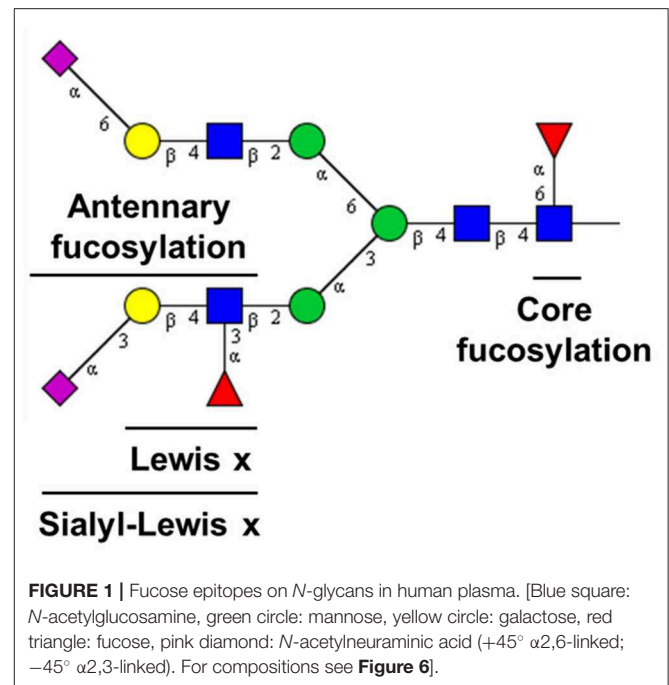 α
6
β 4 β 2
α
6
α
6
β 4 β 4
3
α
Antennary
fucosylation
β 4 β 2
3
α
3
α
Core
fucosylation
Lewis x
Sialyl-Lewis x
FIGURE 1 | Fucose epitopes on N-glycans in human plasma. [Blue square:
N-acetylglucosamine, green circle: mannose, yellow circle: galactose, red
triangle: fucose, pink diamond: N-acetylneuraminic acid (+45° α2,6-linked;
−45° α2,3-linked). For compositions see Figure 6].